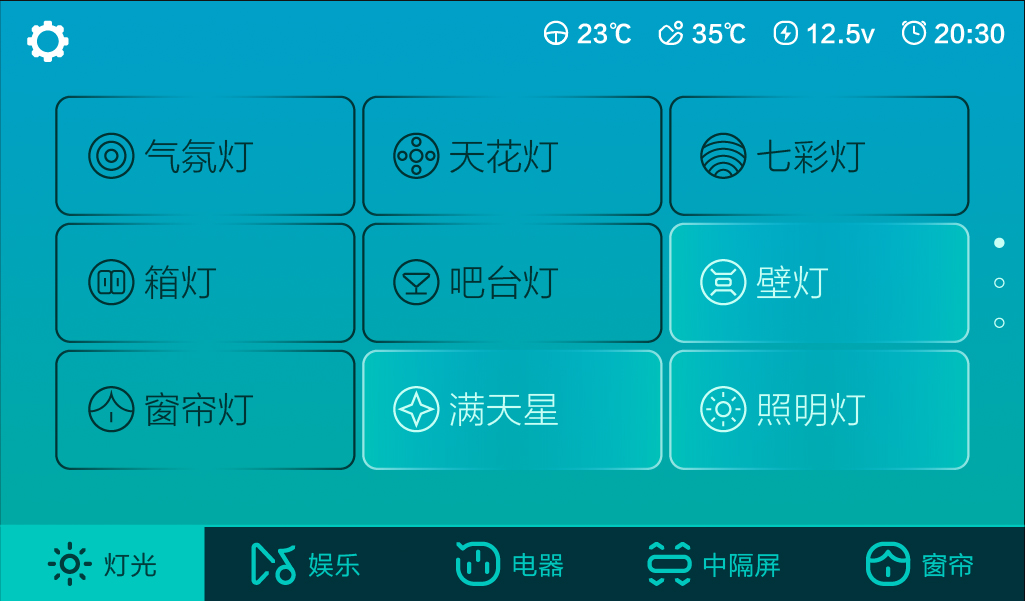 23℃ 35℃ 12.5v 20:30
气氛灯 天花灯 七彩灯
箱灯 吧台灯 壁灯
窗帘灯 满天星 照明灯
灯光 娱乐 电器 中隔屏 窗帘